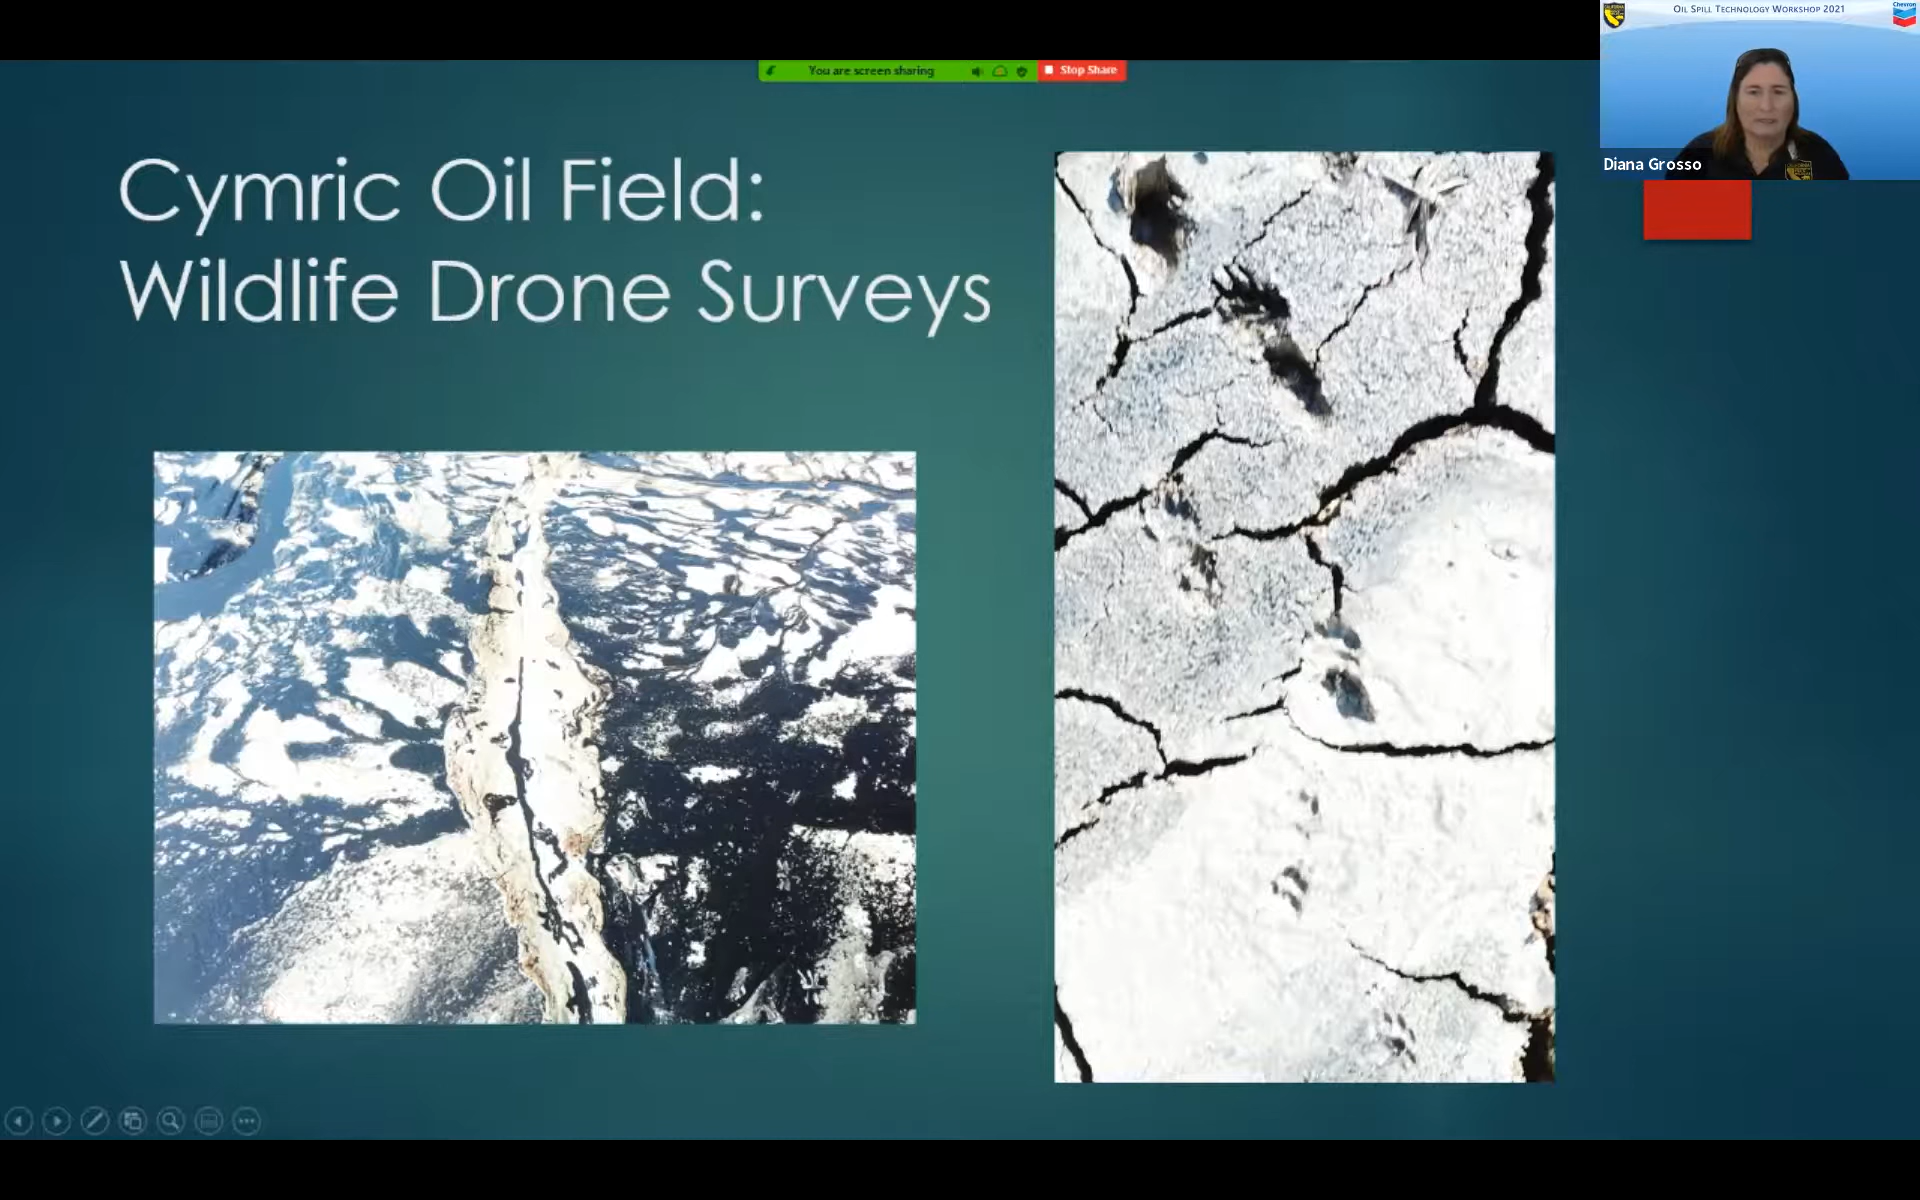 OIL SPILL TECHNOLOGY WORKSHOP 2021
Chevron
You are screen sharing
Stop Share
Diana Grosso
Cymric Oil Field:
Wildlife Drone Surveys